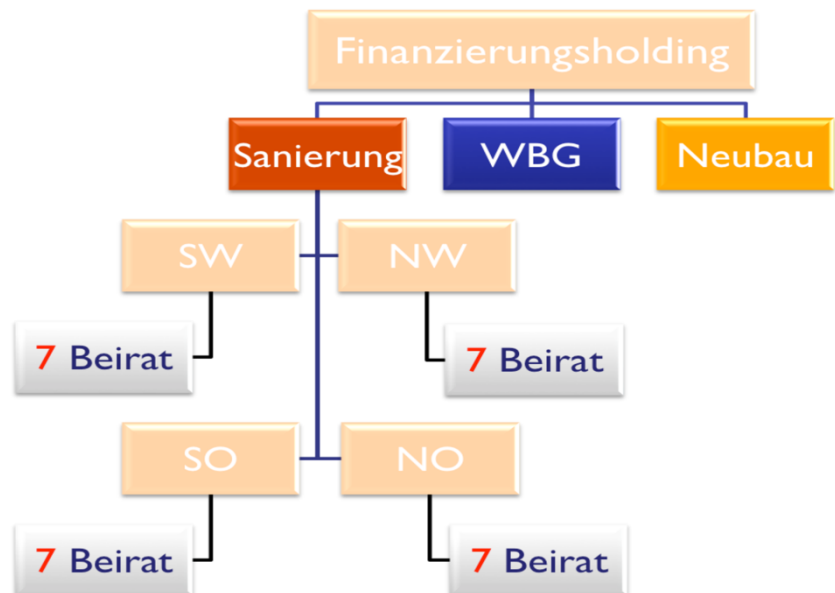 Finanzierungsholding
Sanierung
WBG
Neubau
SW
NW
7 Beirat
7 Beirat
SO
NO
7 Beirat
7 Beirat